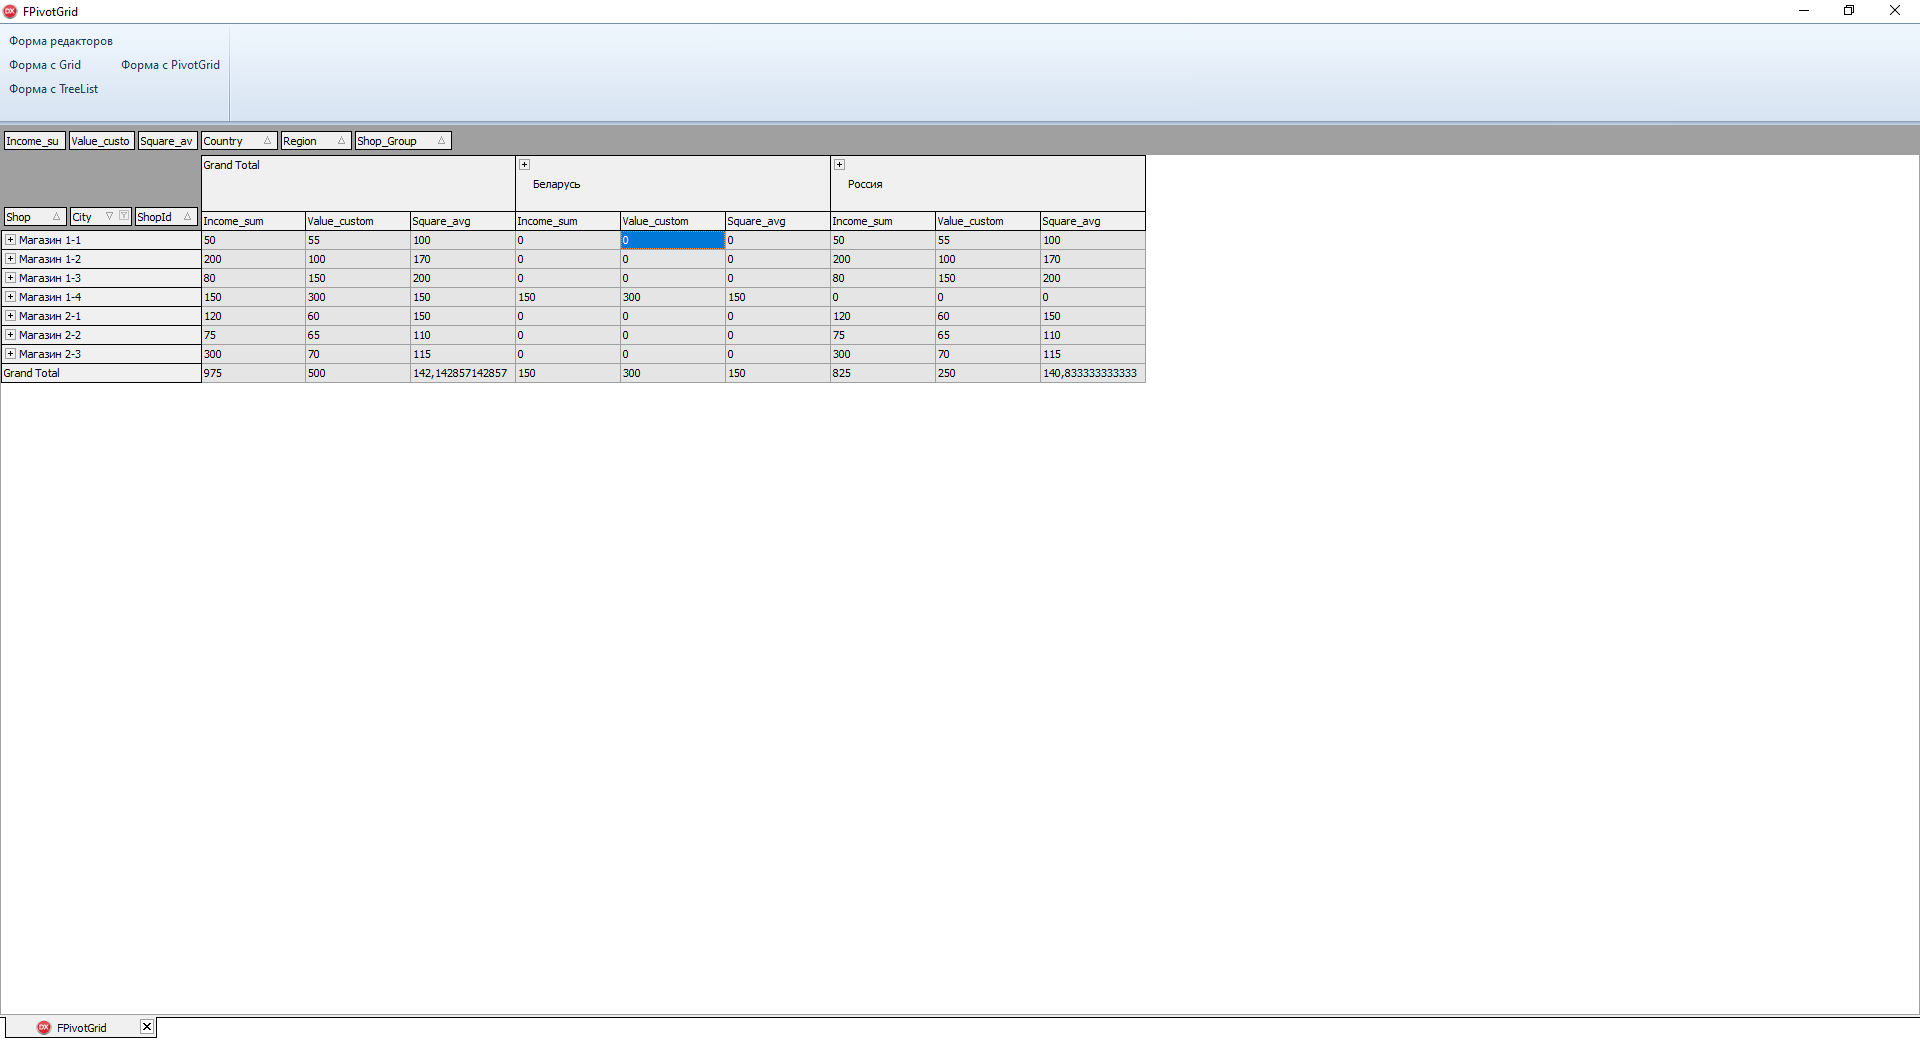 FPivotGrid
Форма редакторов
Форма с Grid Форма с PivotGrid
Форма с TreeList
Income_su Value_custo Square_av Country Region Shop_Group
Grand Total
Беларусь Россия
Shop City ShopId Income_sum Value_custom Square_avg Income_sum Value_custom Square_avg Income_sum Value_custom Square_avg
Магазин 1-1 50 55 100 0 0 0 50 55 100
Магазин 1-2 200 100 170 0 0 0 200 100 170
Магазин 1-3 80 150 200 0 0 0 80 150 200
Магазин 1-4 150 300 150 150 300 150 0 0 0
Магазин 2-1 120 60 150 0 0 0 120 60 150
Магазин 2-2 75 65 110 0 0 0 75 65 110
Магазин 2-3 300 70 115 0 0 0 300 70 115
Grand Total 975 500 142,142857142857 150 300 150 825 250 140,833333333333
DX FPivotGrid